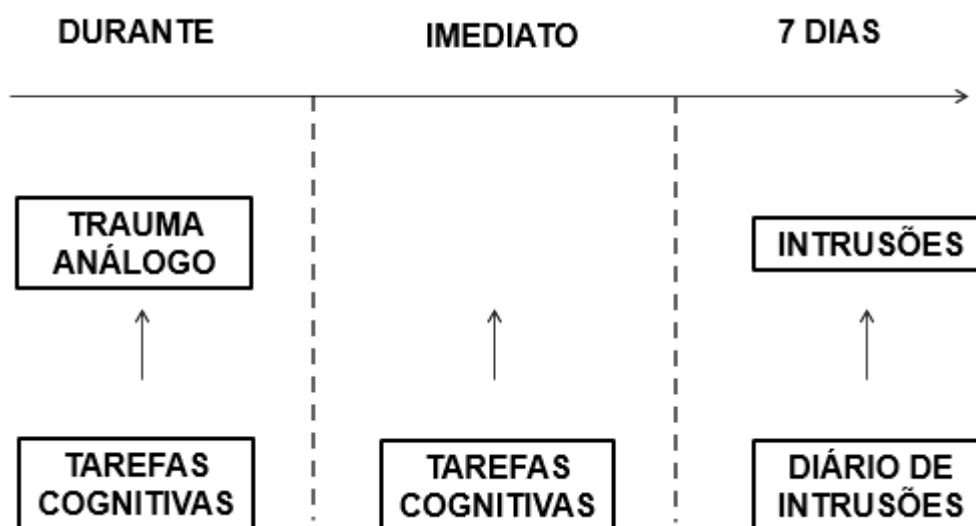 DURANTE
IMEDIATO
7 DIAS
TRAUMA
ANÁLOGO
INTRUSÕES
TAREFAS
COGNITIVAS
TAREFAS
COGNITIVAS
DIÁRIO DE
INTRUSÕES